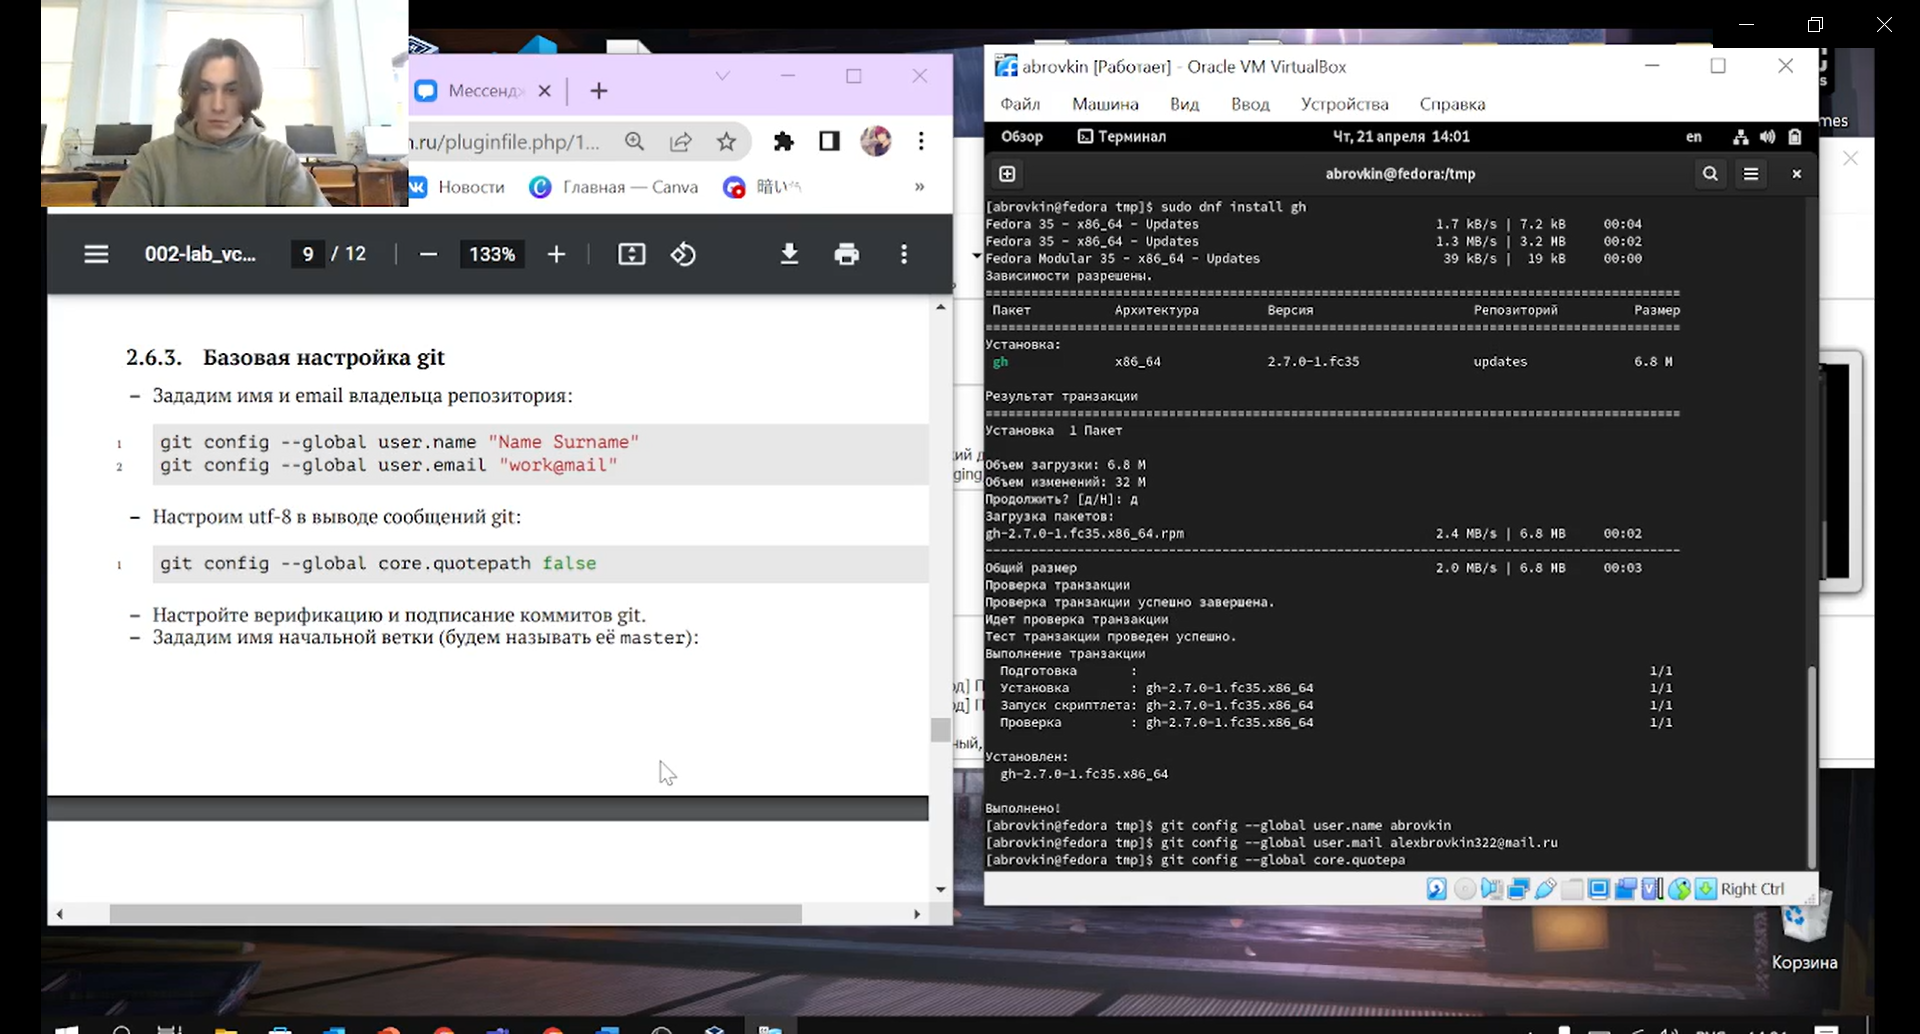 Мессендж
n.ru/pluginfile.php/1...
Новости
Главная — Canva
»
002-lab_vc...
9 / 12
133%
2.6.3. Базовая настройка git
– Зададим имя и email владельца репозитория:
1 git config --global user.name "Name Surname"
2 git config --global user.email "work@mail"
– Настроим utf-8 в выводе сообщений git:
1 git config --global core.quotepath false
– Настройте верификацию и подписание коммитов git.
– Зададим имя начальной ветки (будем называть её master):
abrovkin [Работает] - Oracle VM VirtualBox
Файл Машина Вид Ввод Устройства Справка
Обзор Терминал Чт, 21 апреля 14:01 en
abrovkin@fedora:/tmp
[abrovkin@fedora tmp]$ sudo dnf install gh
Fedora 35 - x86_64 - Updates 1.7 kB/s | 7.2 kB 00:04
Fedora 35 - x86_64 - Updates 1.3 MB/s | 3.2 MB 00:02
Fedora Modular 35 - x86_64 - Updates 39 kB/s | 19 kB 00:00
Зависимости разрешены.
Пакет Архитектура Версия Репозиторий Размер
Установка:
gh x86_64 2.7.0-1.fc35 updates 6.8 M
Результат транзакции
Установка 1 Пакет
Объем загрузки: 6.8 M
Объем изменений: 32 M
Продолжить? [д/Н]: д
Загрузка пакетов:
gh-2.7.0-1.fc35.x86_64.rpm 2.4 MB/s | 6.8 MB 00:02
Общий размер 2.0 MB/s | 6.8 MB 00:03
Проверка транзакции
Проверка транзакции успешно завершена.
Идет проверка транзакции
Тест транзакции проведен успешно.
Выполнение транзакции
Подготовка : 1/1
Установка : gh-2.7.0-1.fc35.x86_64 1/1
Запуск скриптлета: gh-2.7.0-1.fc35.x86_64 1/1
Проверка : gh-2.7.0-1.fc35.x86_64 1/1
Установлен:
gh-2.7.0-1.fc35.x86_64
Выполнено!
[abrovkin@fedora tmp]$ git config --global user.name abrovkin
[abrovkin@fedora tmp]$ git config --global user.mail alexbrovkin322@mail.ru
[abrovkin@fedora tmp]$ git config --global core.quotepa
Right Ctrl
Корзина